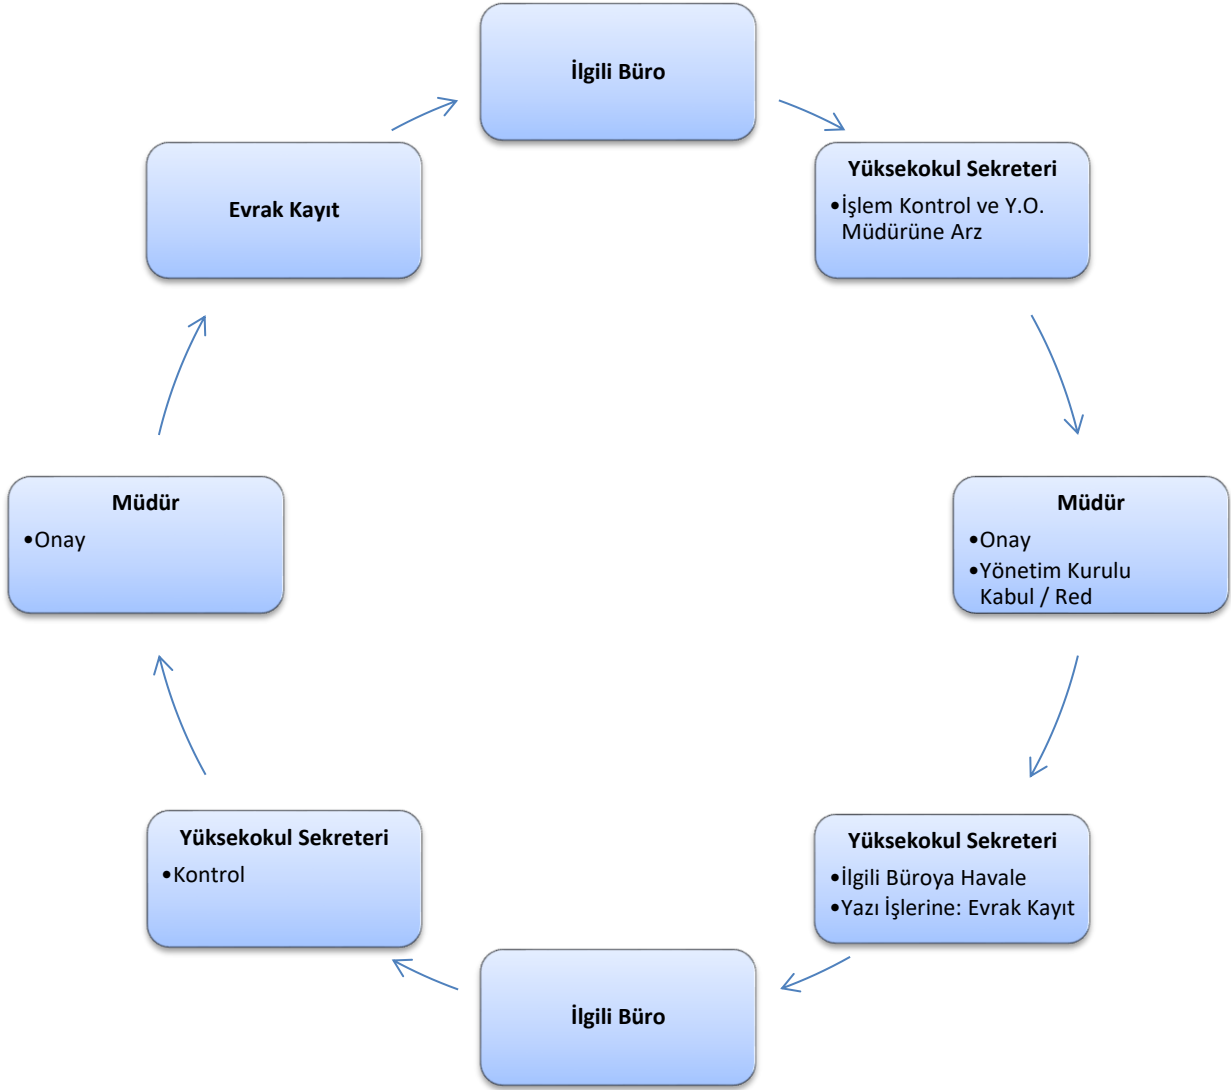 İlgili Büro
Yüksekokul Sekreteri
•İşlem Kontrol ve Y.O.
Müdürüne Arz
Müdür
•Onay
•Yönetim Kurulu
Kabul / Red
Yüksekokul Sekreteri
•İlgili Büroya Havale
•Yazı İşlerine: Evrak Kayıt
İlgili Büro
Yüksekokul Sekreteri
•Kontrol
Müdür
•Onay
Evrak Kayıt